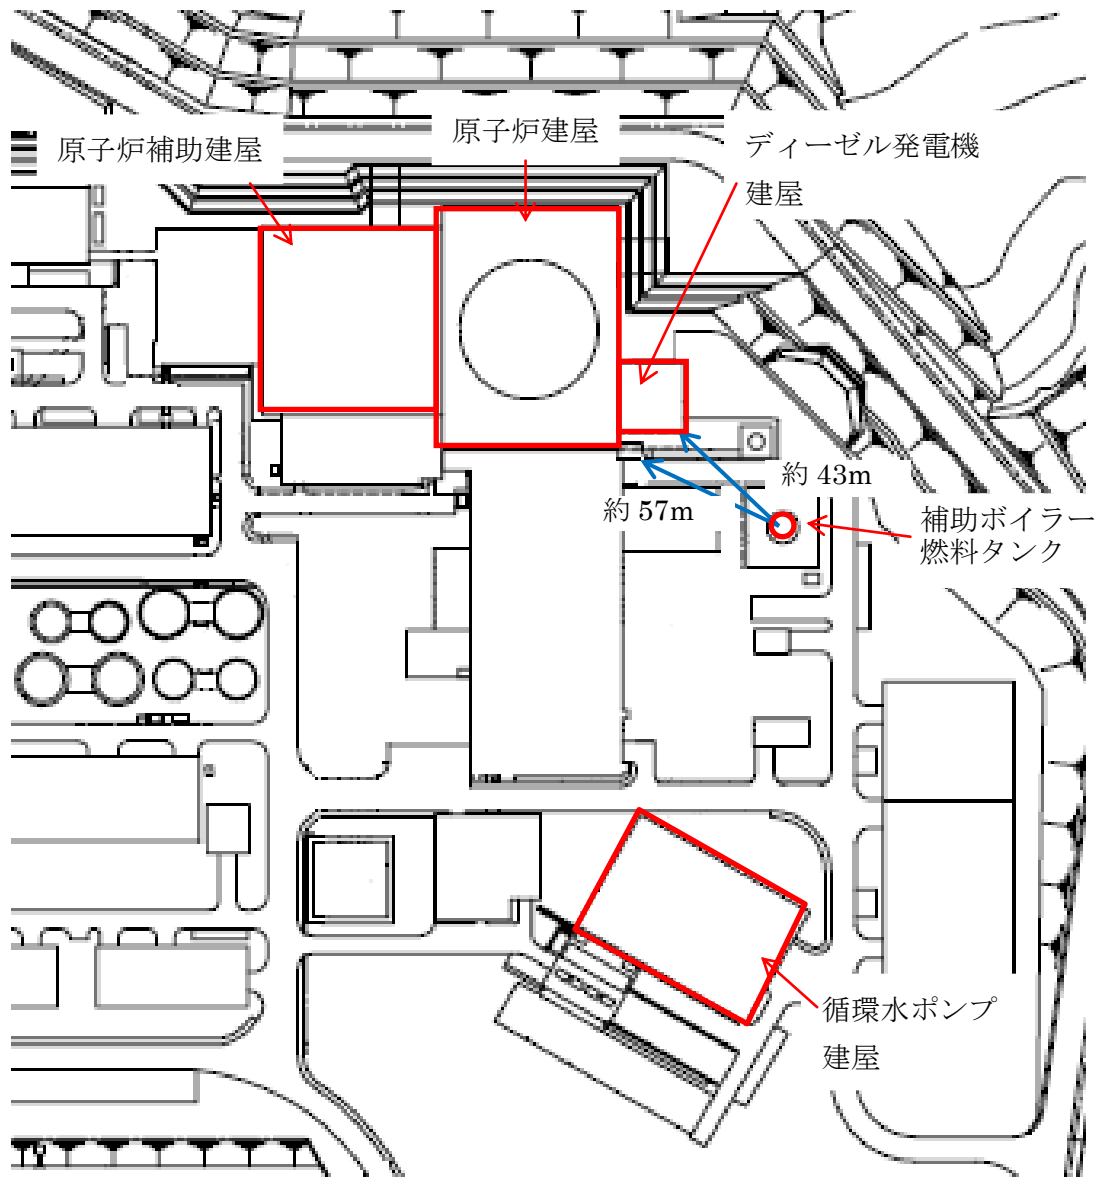 原子炉補助建屋
原子炉建屋
ディーゼル発電機
建屋
約 43m
約 57m
補助ボイラー
燃料タンク
循環水ポンプ
建屋